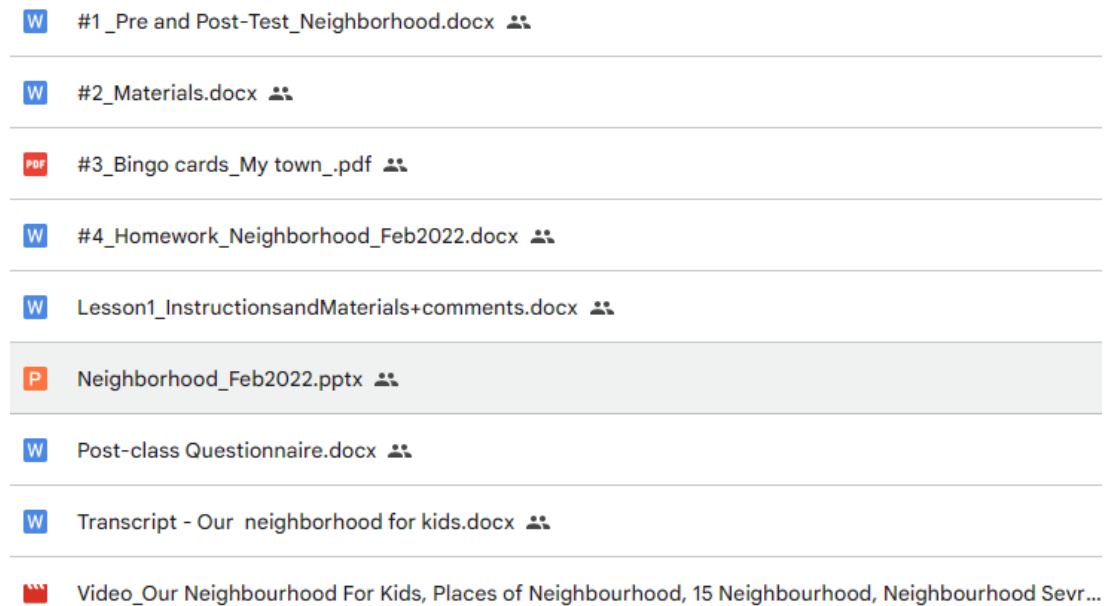 W #1_Pre and Post-Test_Neighborhood.docx
W #2_Materials.docx
PDF #3_Bingo cards_My town_.pdf
W #4_Homework_Neighborhood_Feb2022.docx
W Lesson1_InstructionsandMaterials+comments.docx
P Neighborhood_Feb2022.pptx
W Post-class Questionnaire.docx
W Transcript - Our neighborhood for kids.docx
Video_Our Neighbourhood For Kids, Places of Neighbourhood, 15 Neighbourhood, Neighbourhood Sevr...